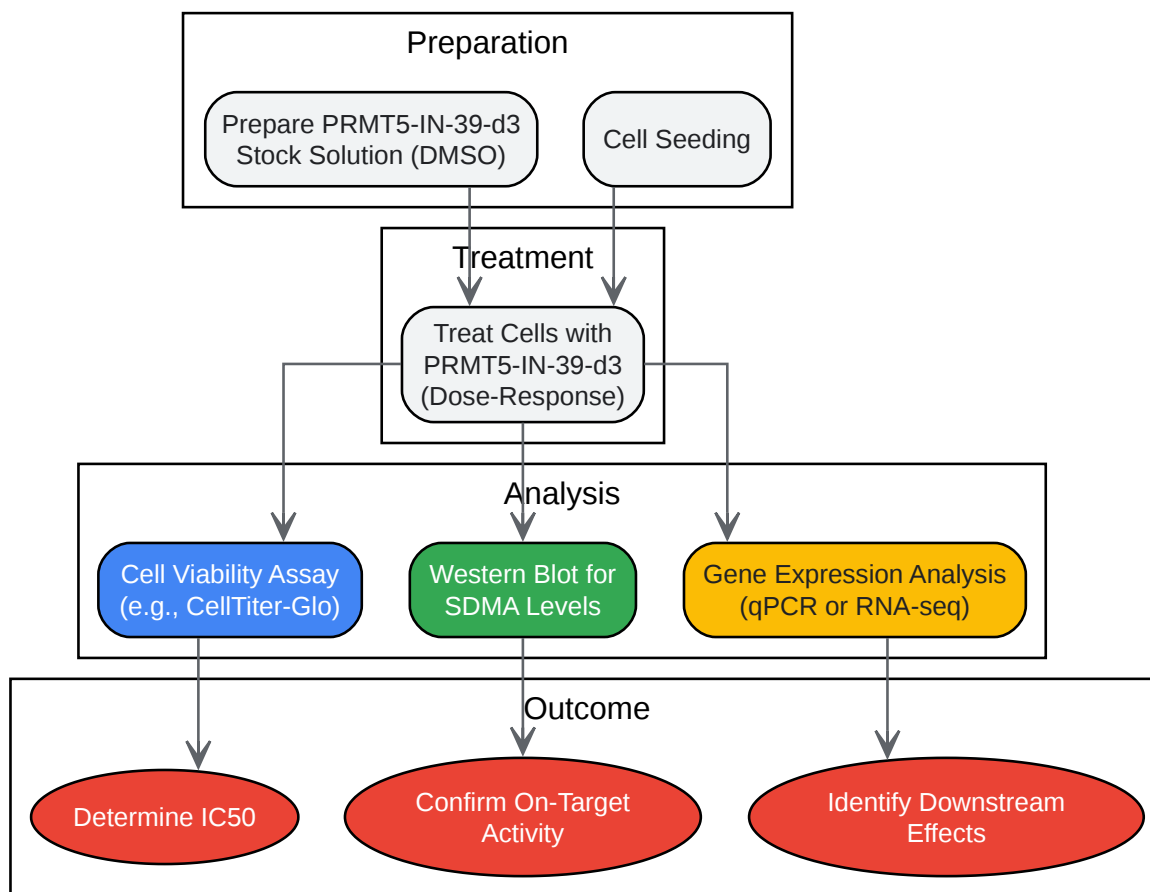 Preparation
Prepare PRMT5-IN-39-d3
Stock Solution (DMSO)
Cell Seeding
Treatment
Treat Cells with
PRMT5-IN-39-d3
(Dose-Response)
Analysis
Cell Viability Assay
(e.g., CellTiter-Glo)
Western Blot for
SDMA Levels
Gene Expression Analysis
(qPCR or RNA-seq)
Outcome
Determine IC50
Confirm On-Target
Activity
Identify Downstream
Effects